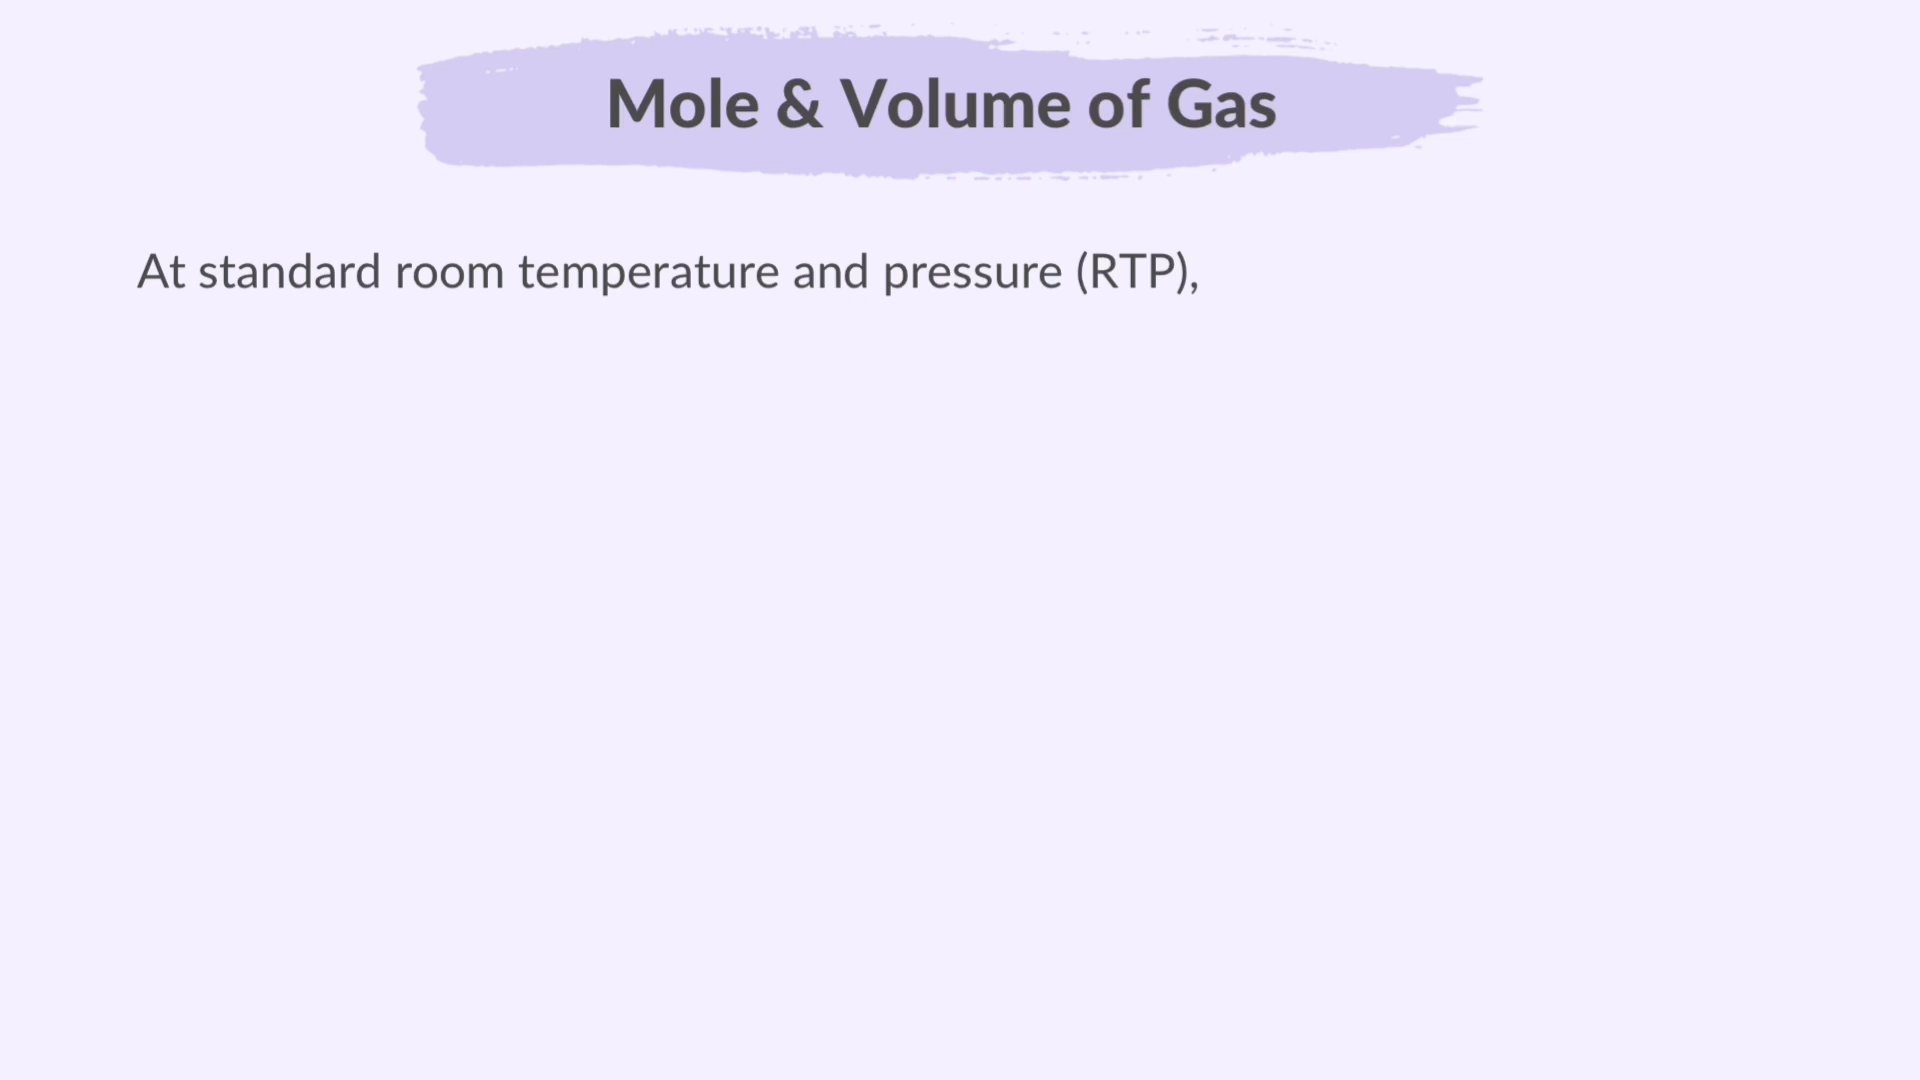 Mole & Volume of Gas
At standard room temperature and pressure (RTP),